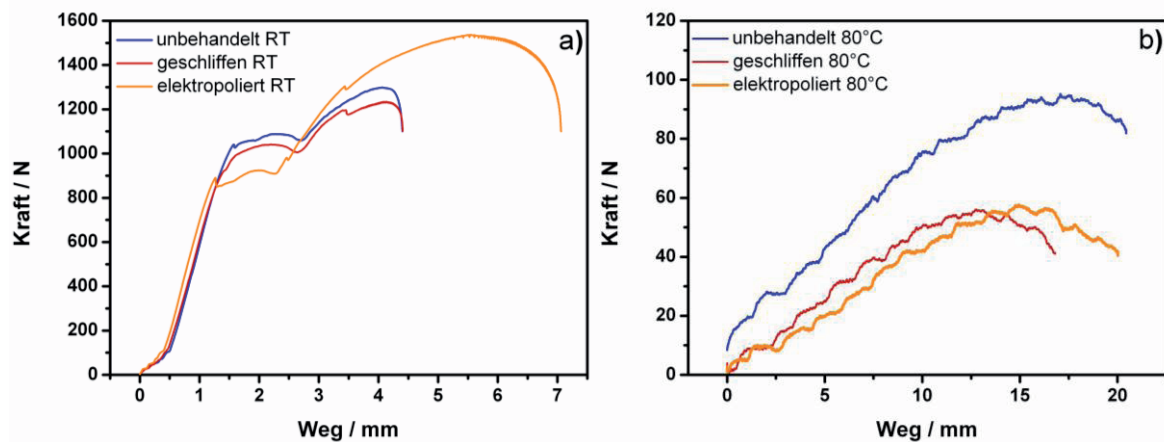 a)
unbehandelt RT
geschliffen RT
elektropoliert RT
Kraft / N
1600
1400
1200
1000
800
600
400
200
0
0 1 2 3 4 5 6 7
Weg / mm
b)
unbehandelt 80°C
geschliffen 80°C
elektropoliert 80°C
Kraft / N
120
100
80
60
40
20
0
0 5 10 15 20
Weg / mm